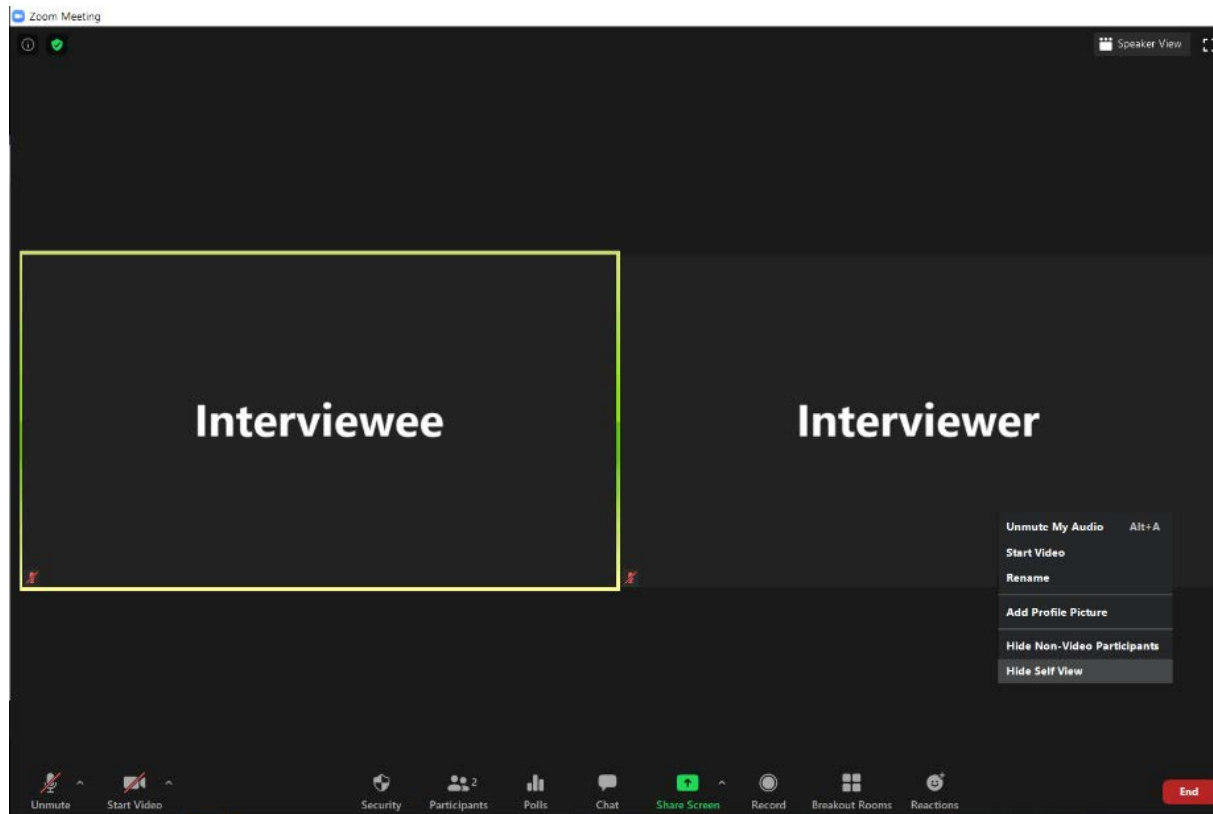 Zoom Meeting
Speaker View
Interviewee
Interviewer
Unmute My Audio Alt+A
Start Video
Rename
Add Profile Picture
Hide Non-Video Participants
Hide Self View
2
Unmute Start Video Security Participants Polls Chat Share Screen Record Breakout Rooms Reactions End